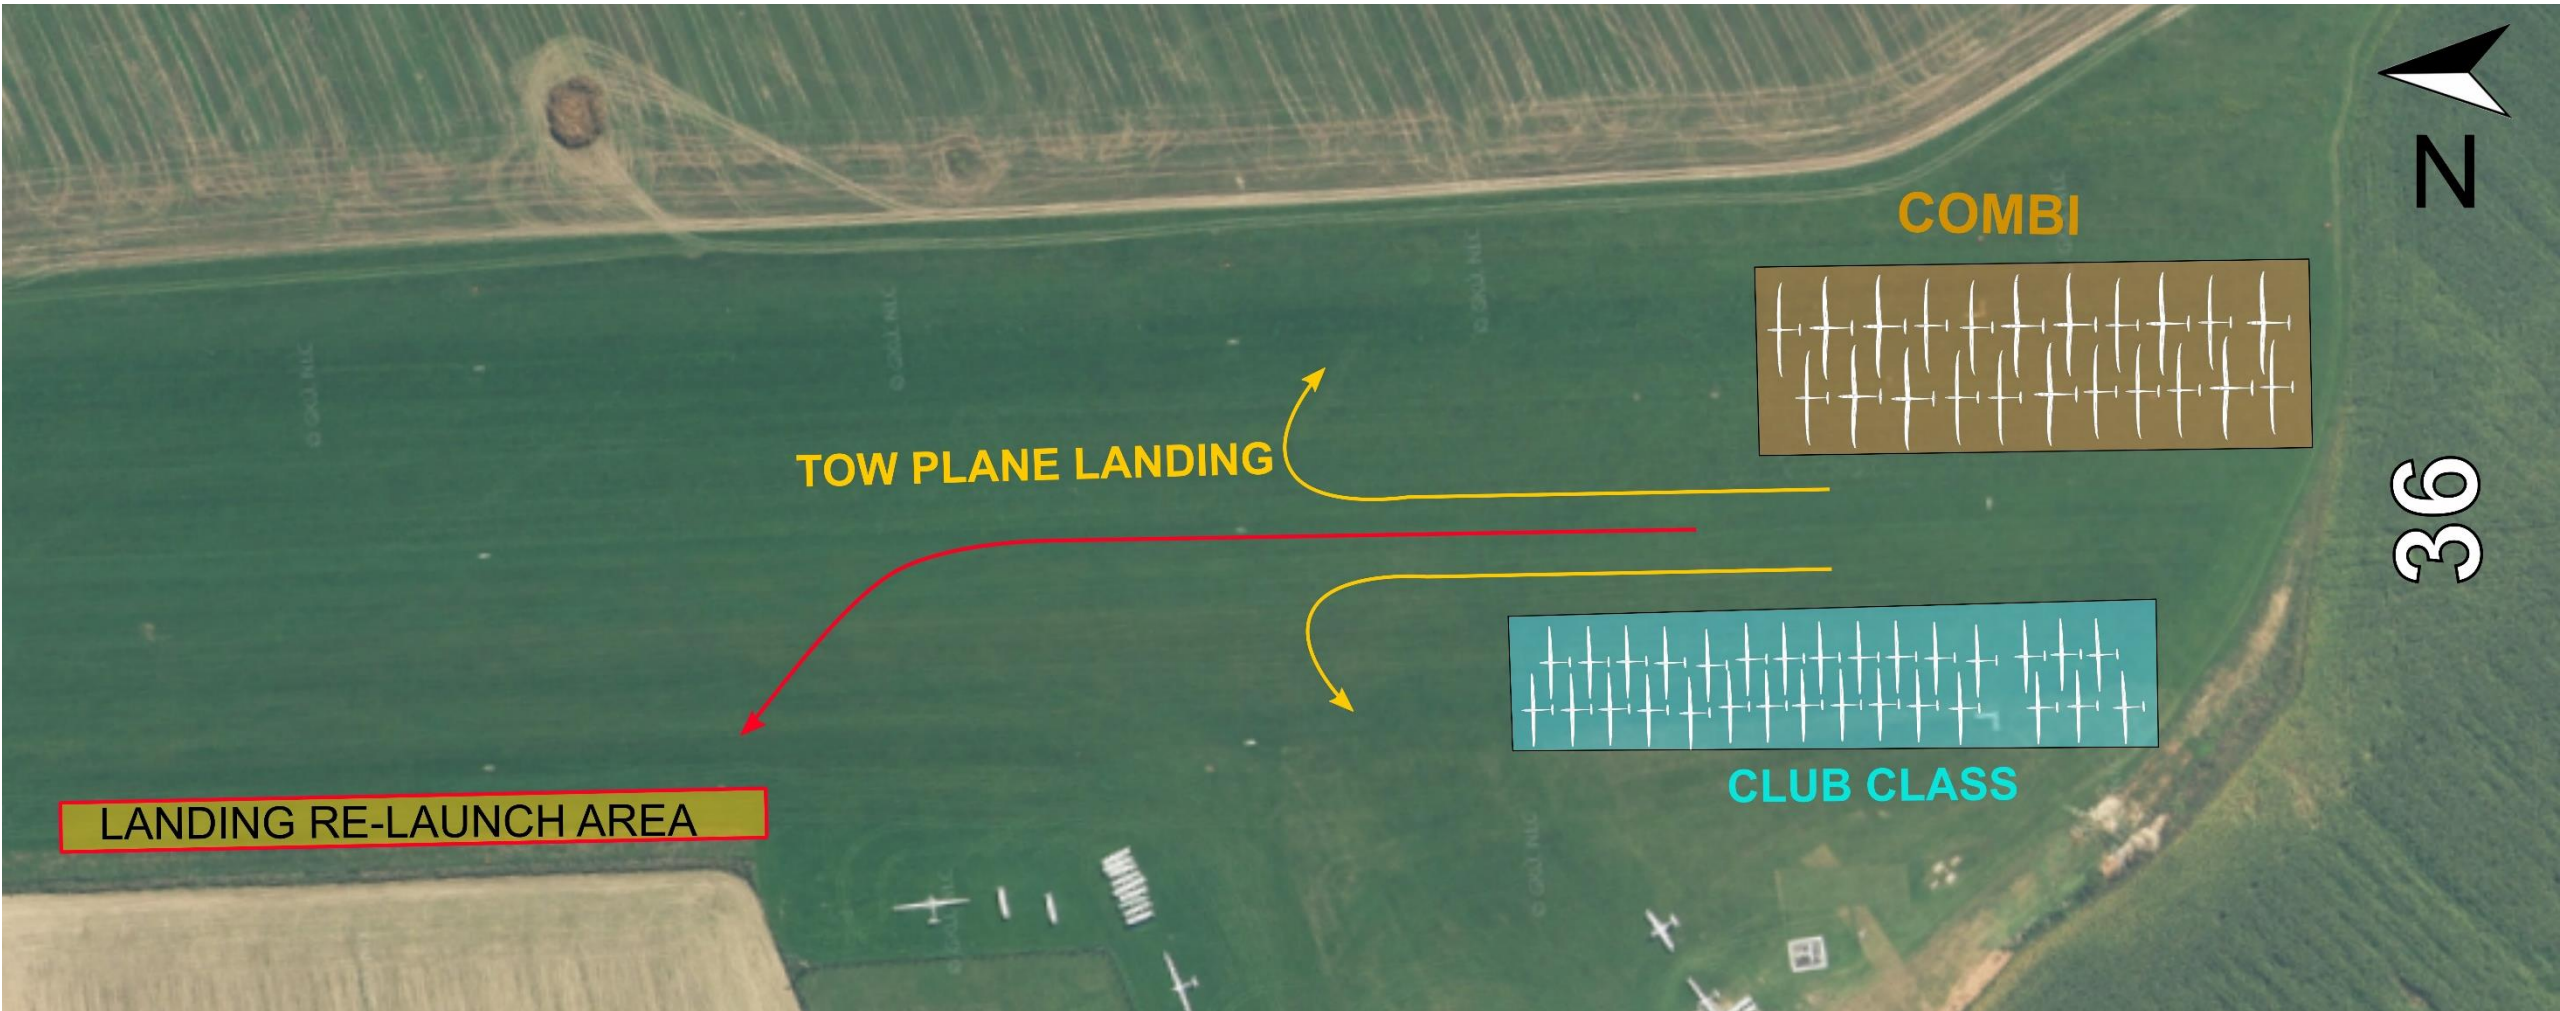 COMBI
N
36
TOW PLANE LANDING
CLUB CLASS
LANDING RE-LAUNCH AREA